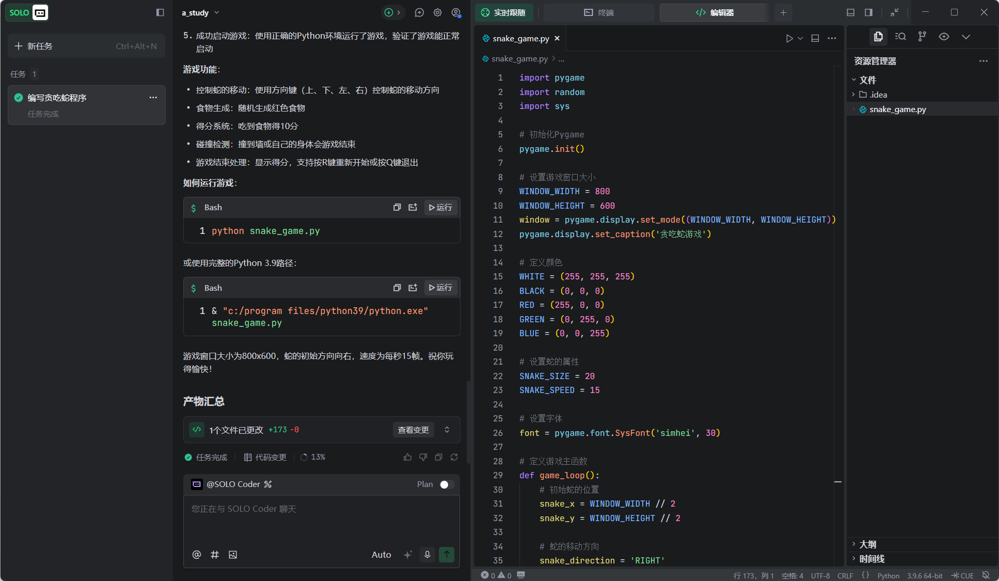 SOLO
新任务 Ctrl+Alt+N
任务 1
编写贪吃蛇程序
任务完成
a_study
5. 成功启动游戏：使用正确的Python环境运行了游戏，验证了游戏能正常
启动
游戏功能：
• 控制蛇的移动：使用方向键（上、下、左、右）控制蛇的移动方向
• 食物生成：随机生成红色食物
• 得分系统：吃到食物得10分
• 碰撞检测：撞到墙或自己的身体会游戏结束
• 游戏结束处理：显示得分，支持按R键重新开始或按Q键退出
如何运行游戏：
$ Bash 运行
1 python snake_game.py
或使用完整的Python 3.9路径：
$ Bash 运行
1 & "c:/program files/python39/python.exe"
snake_game.py
游戏窗口大小为800x600，蛇的初始方向向右，速度为每秒15帧。祝你玩
得愉快！
产物汇总
1个文件已更改 +173 -0 查看变更
任务完成 代码变更 13%
@SOLO Coder Plan
您正在与 SOLO Coder 聊天
@ # Auto
实时跟随 终端 </> 编辑器 +
snake_game.py ×
snake_game.py > ...
1 import pygame
2 import random
3 import sys
4
5 # 初始化Pygame
6 pygame.init()
7
8 # 设置游戏窗口大小
9 WINDOW_WIDTH = 800
10 WINDOW_HEIGHT = 600
11 window = pygame.display.set_mode((WINDOW_WIDTH, WINDOW_HEIGHT))
12 pygame.display.set_caption('贪吃蛇游戏')
13
14 # 定义颜色
15 WHITE = (255, 255, 255)
16 BLACK = (0, 0, 0)
17 RED = (255, 0, 0)
18 GREEN = (0, 255, 0)
19 BLUE = (0, 0, 255)
20
21 # 设置蛇的属性
22 SNAKE_SIZE = 20
23 SNAKE_SPEED = 15
24
25 # 设置字体
26 font = pygame.font.SysFont('simhei', 30)
27
28 # 定义游戏主函数
29 def game_loop():
30 # 初始蛇的位置
31 snake_x = WINDOW_WIDTH // 2
32 snake_y = WINDOW_HEIGHT // 2
33
34 # 蛇的移动方向
35 snake_direction = 'RIGHT'
资源管理器
文件
.idea
snake_game.py
大纲
时间线
0 0 行 173，列 1 空格: 4 UTF-8 CRLF {} Python 3.9.6 64-bit CUE